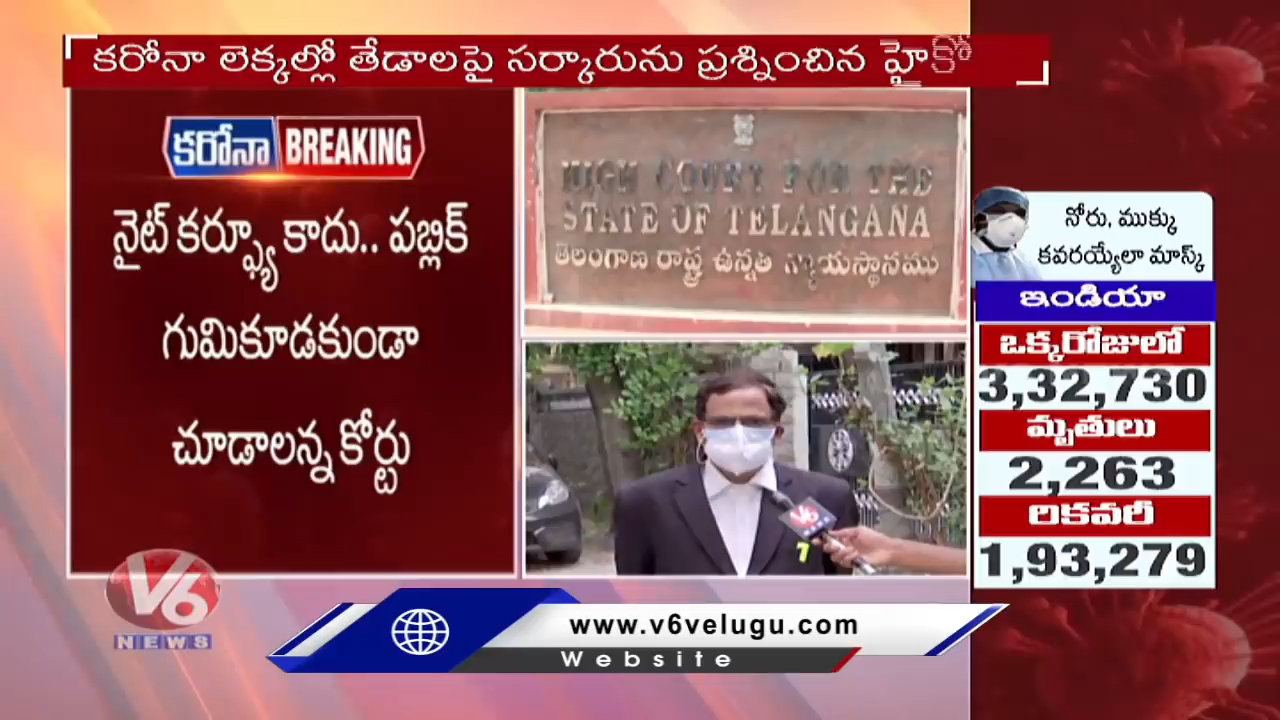 కరోనా లెక్కల్లో తేడాలపై సర్కారును ప్రశ్నించిన
కరోనా BREAKING
నైట్ కర్ఫ్యూ కాదు.. పబ్లిక్
గుమికూడకుండా
చూడాలన్న కోర్టు
HIGH COURT FOR THE
STATE OF TELANGANA
తెలంగాణ రాష్ట్ర ఉన్నత న్యాయస్థానము
V6
7
నోరు, ముక్కు
కవరయ్యేలా మాస్క్
ఇండియా
ఒక్కరోజులో
3,32,730
మృతులు
2,263
రికవరీ
1,93,279
V6
NEWS
www.v6velugu.com
Website